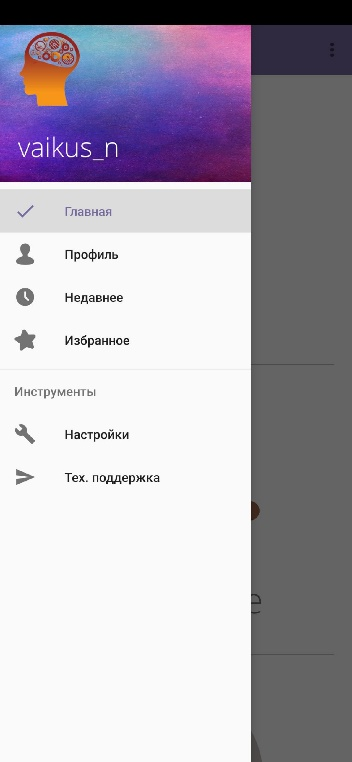 vaikus_n
Главная
Профиль
Недавнее
Избранное
Инструменты
Настройки
Тех. поддержка
e